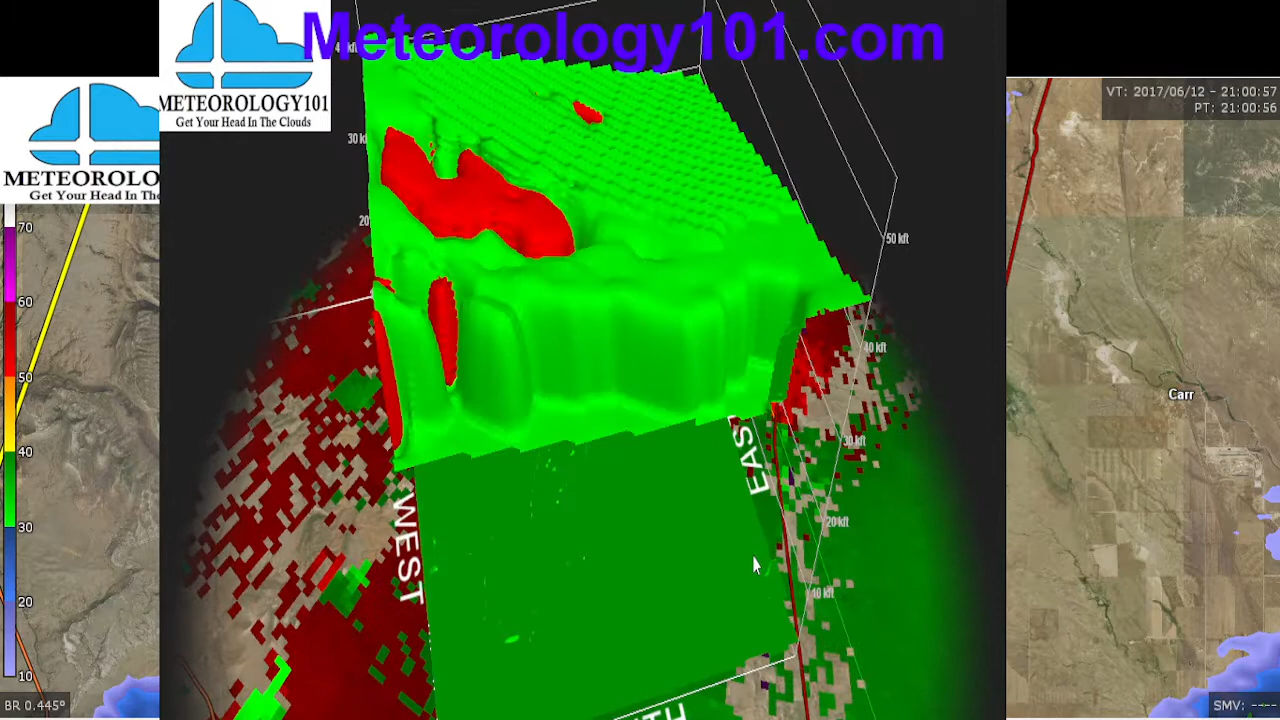 Meteorology101.com
METEOROLOGY101
Get Your Head In The Clouds
METEOROLO
Get Your Head In The
VT: 2017/06/12 - 21:00:57
PT: 21:00:56
30
20
50 kft
40 kft
30 kft
20 kft
10 kft
70
60
50
40
30
20
10
Carr
EAS
WEST
BR 0.445°
SMV: ----